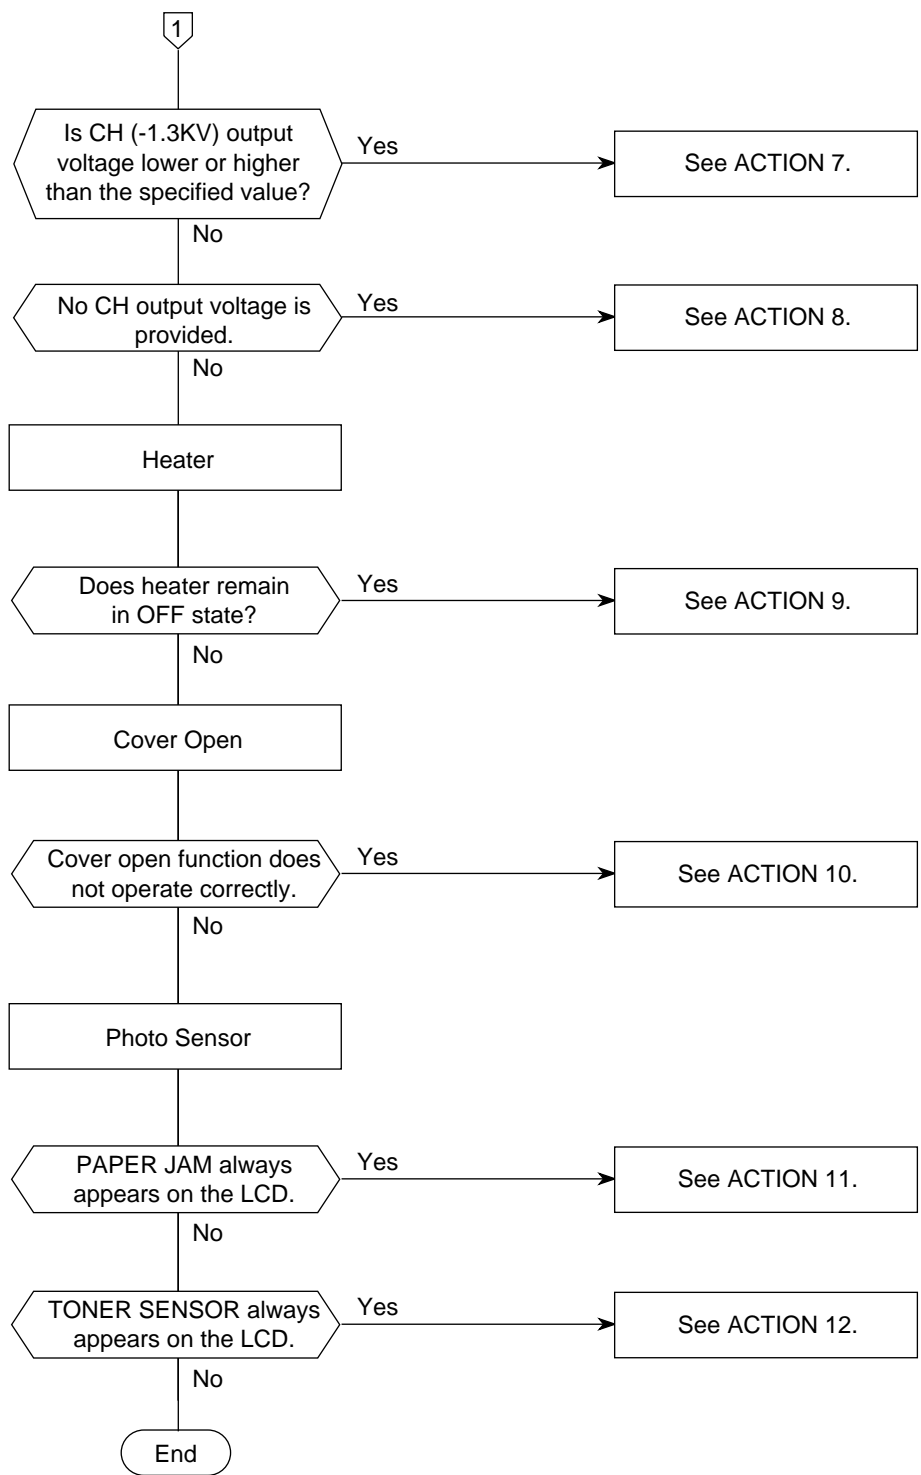 1
Is CH (-1.3KV) output
voltage lower or higher
than the specified value?
Yes
See ACTION 7.
No
No CH output voltage is
provided.
Yes
See ACTION 8.
No
Heater
Does heater remain
in OFF state?
Yes
See ACTION 9.
No
Cover Open
Cover open function does
not operate correctly.
Yes
See ACTION 10.
No
Photo Sensor
PAPER JAM always
appears on the LCD.
Yes
See ACTION 11.
No
TONER SENSOR always
appears on the LCD.
Yes
See ACTION 12.
No
End